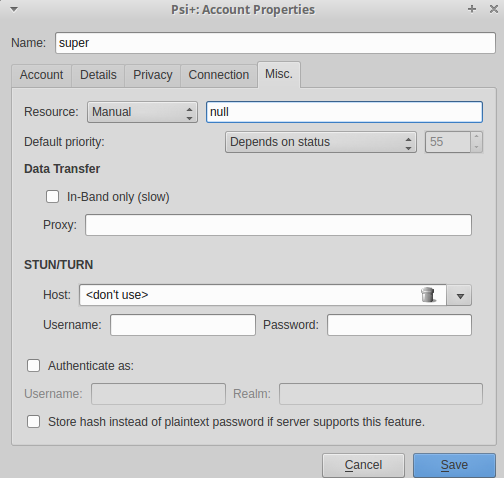 Psi+: Account Properties
Name: super
Account Details Privacy Connection Misc.
Resource: Manual null
Default priority: Depends on status 55
Data Transfer
In-Band only (slow)
Proxy:
STUN/TURN
Host: <don't use>
Username: Password:
Authenticate as:
Username: Realm:
Store hash instead of plaintext password if server supports this feature.
Cancel Save